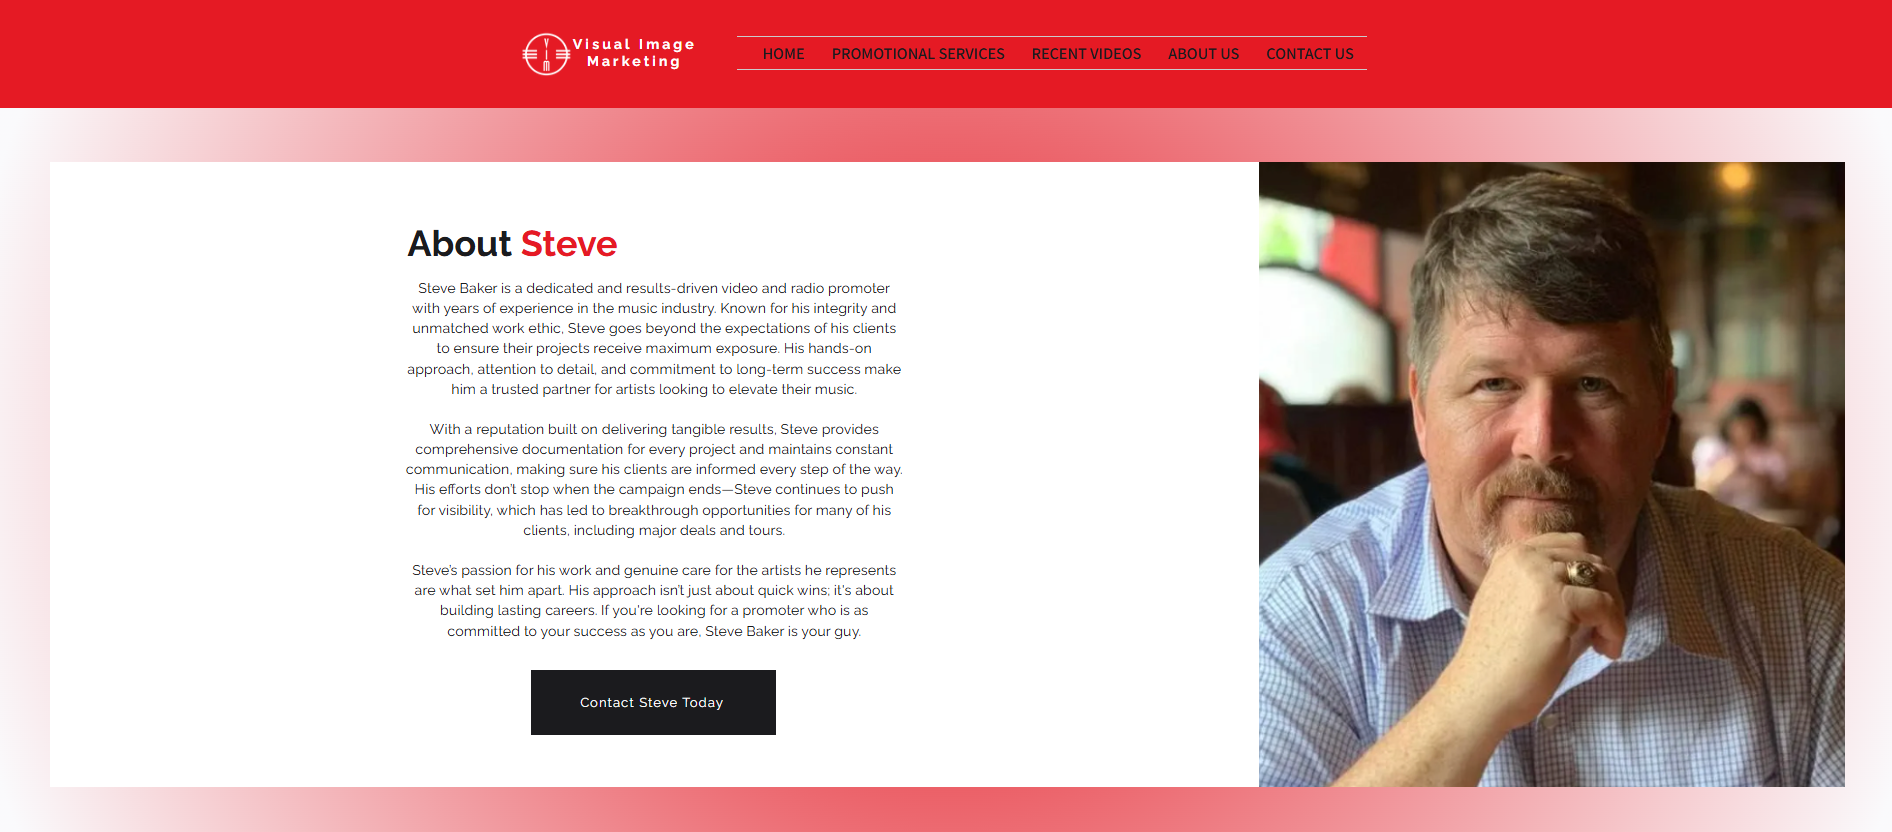 Visual Image
Marketing
VIM
HOME PROMOTIONAL SERVICES RECENT VIDEOS ABOUT US CONTACT US
About Steve
Steve Baker is a dedicated and results-driven video and radio promoter
with years of experience in the music industry. Known for his integrity and
unmatched work ethic, Steve goes beyond the expectations of his clients
to ensure their projects receive maximum exposure. His hands-on
approach, attention to detail, and commitment to long-term success make
him a trusted partner for artists looking to elevate their music.
With a reputation built on delivering tangible results, Steve provides
comprehensive documentation for every project and maintains constant
communication, making sure his clients are informed every step of the way.
His efforts don't stop when the campaign ends—Steve continues to push
for visibility, which has led to breakthrough opportunities for many of his
clients, including major deals and tours.
Steve's passion for his work and genuine care for the artists he represents
are what set him apart. His approach isn't just about quick wins; it's about
building lasting careers. If you're looking for a promoter who is as
committed to your success as you are, Steve Baker is your guy.
Contact Steve Today